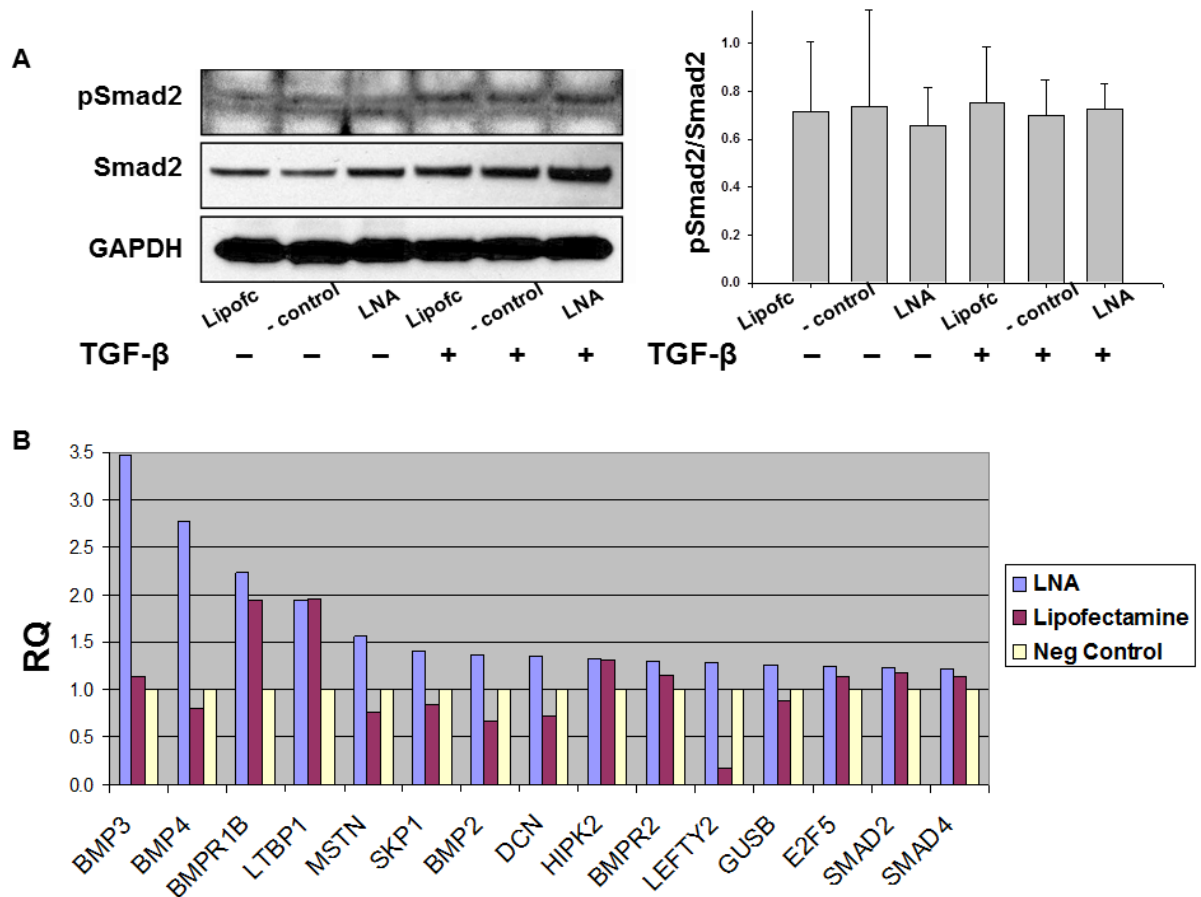 A
pSmad2
Smad2
GAPDH
Lipofc - control LNA Lipofc - control LNA
TGF-β – – – + + +
pSmad2/Smad2
1.0
0.8
0.6
0.4
0.2
0.0
Lipofc - control LNA Lipofc - control LNA
TGF-β – – – + + +
B
RQ
3.5
3.0
2.5
2.0
1.5
1.0
0.5
0.0
BMP3 BMP4 BMPR1B LTBP1 MSTN SKP1 BMP2 DCN HIPK2 BMPR2 LEFTY2 GUSB E2F5 SMAD2 SMAD4
LNA
Lipofectamine
Neg Control